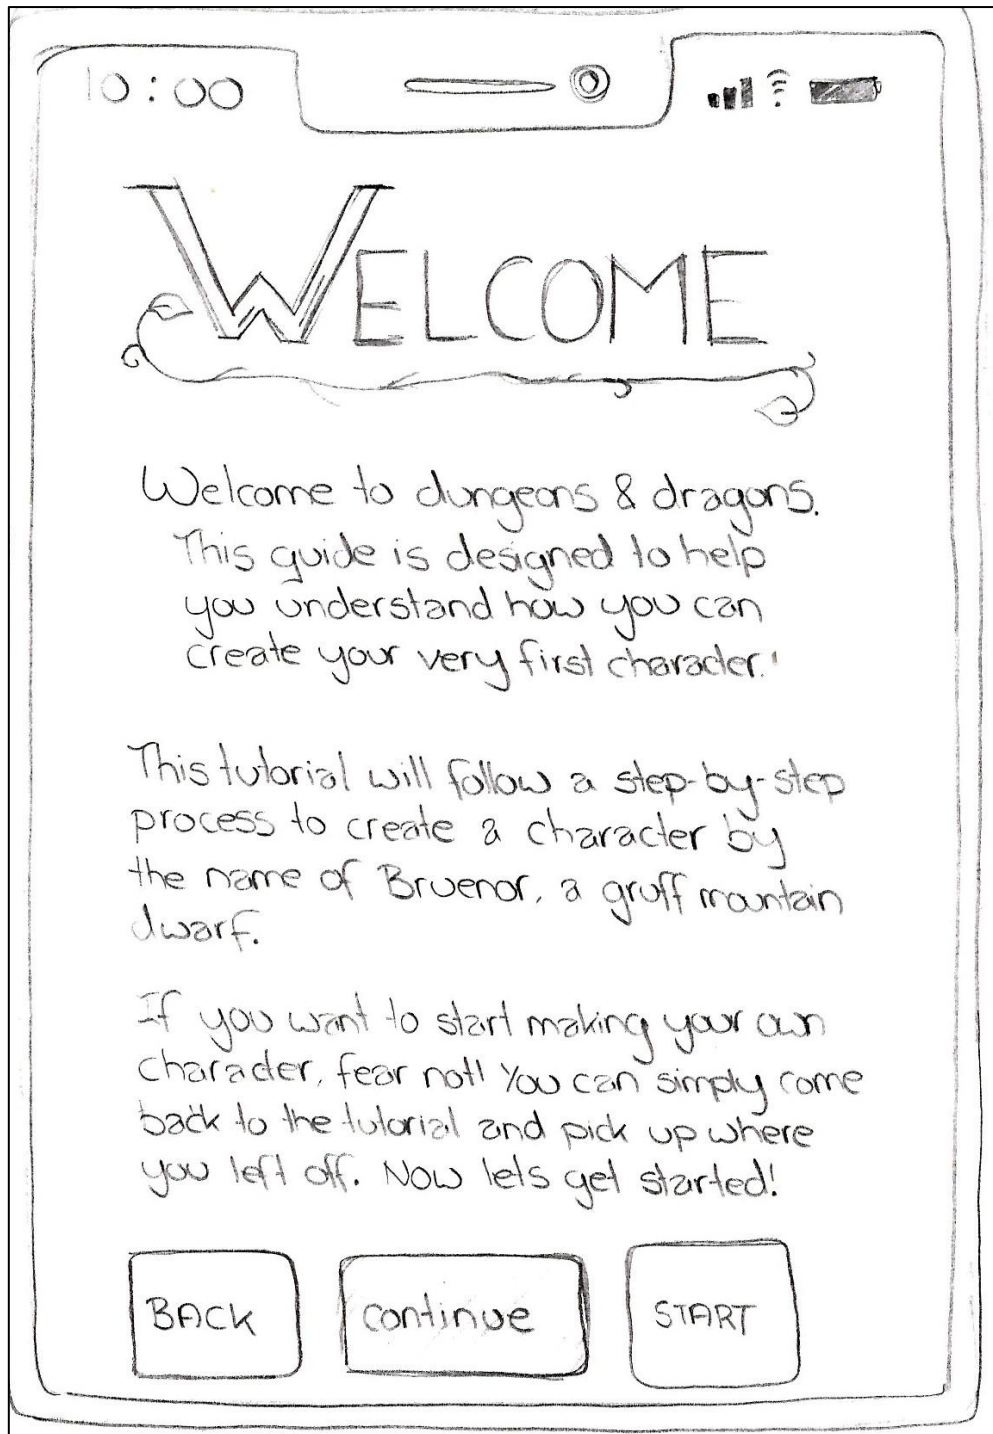 10:00
WELCOME
Welcome to dungeons & dragons.
This guide is designed to help
you understand how you can
create your very first character.
This tutorial will follow a step-by-step
process to create a character by
the name of Bruenor, a gruff mountain
dwarf.
If you want to start making your own
character, fear not! You can simply come
back to the tutorial and pick up where
you left off. Now lets get started!
BACK continue START